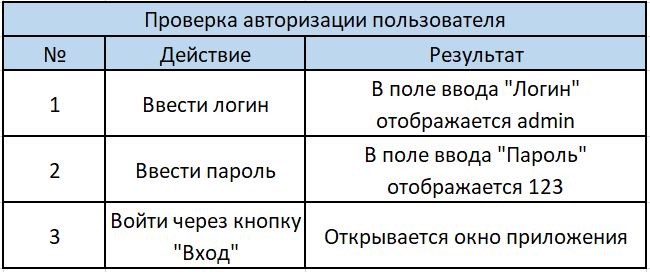 Проверка авторизации пользователя
№ Действие Результат
1 Ввести логин В поле ввода "Логин"
отображается admin
2 Ввести пароль В поле ввода "Пароль"
отображается 123
3 Войти через кнопку
"Вход" Открывается окно приложения